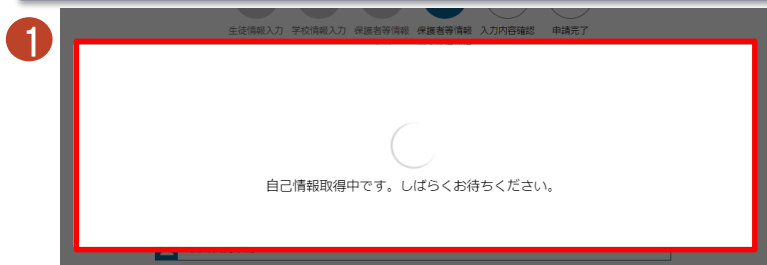 1
生徒情報入力 学校情報入力 保護者等情報 保護者等情報 入力内容確認 申請完了
自己情報取得中です。しばらくお待ちください。